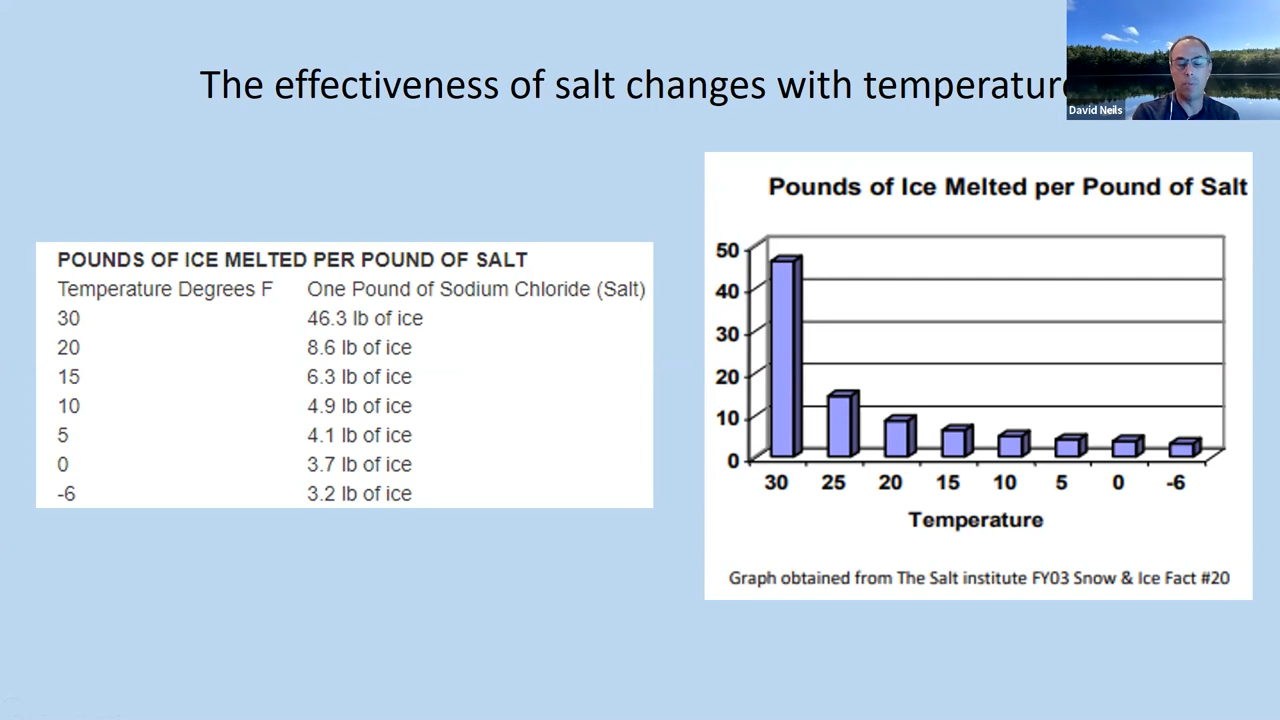 The effectiveness of salt changes with temperature
David Neils
POUNDS OF ICE MELTED PER POUND OF SALT
Temperature Degrees F One Pound of Sodium Chloride (Salt)
30 46.3 lb of ice
20 8.6 lb of ice
15 6.3 lb of ice
10 4.9 lb of ice
5 4.1 lb of ice
0 3.7 lb of ice
-6 3.2 lb of ice
Pounds of Ice Melted per Pound of Salt
50
40
30
20
10
0
30 25 20 15 10 5 0 -6
Temperature
Graph obtained from The Salt institute FY03 Snow & Ice Fact #20